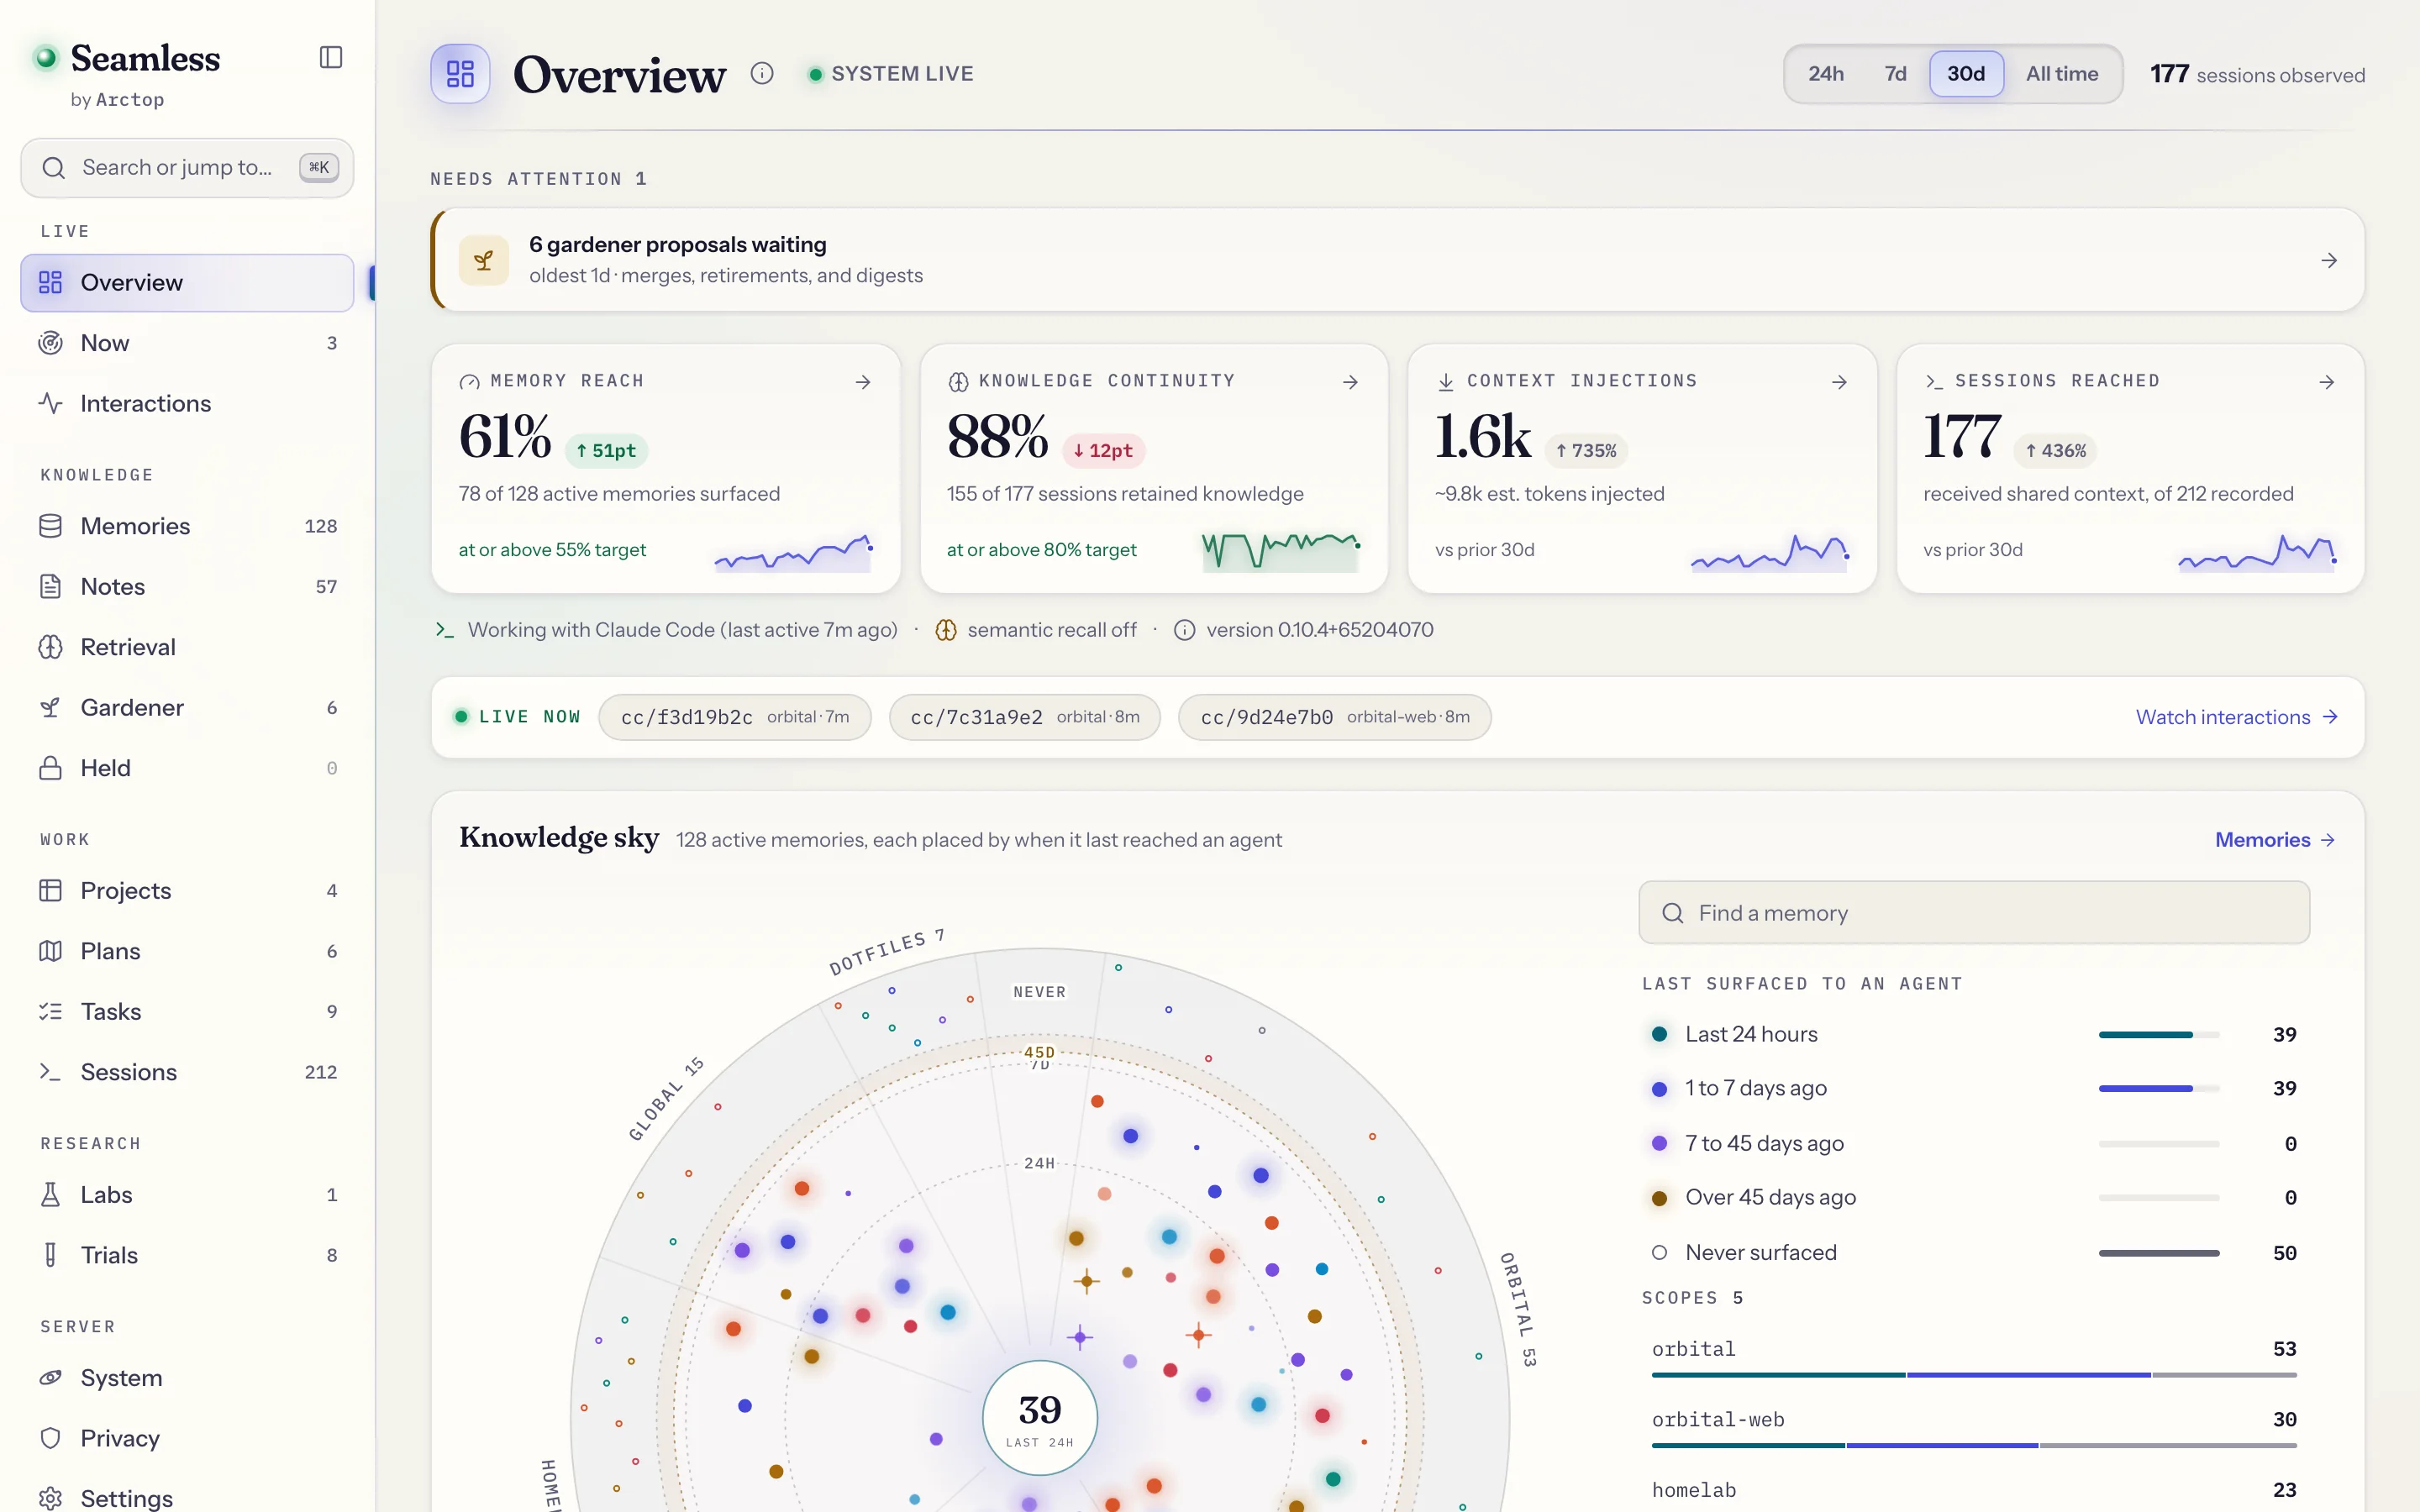 Seamless
by Arctop
Search or jump to... ⌘K
LIVE
Overview
Now 3
Interactions
KNOWLEDGE
Memories 128
Notes 57
Retrieval
Gardener 6
Held 0
WORK
Projects 4
Plans 6
Tasks 9
Sessions 212
RESEARCH
Labs 1
Trials 8
SERVER
System
Privacy
Settings
Overview SYSTEM LIVE
24h 7d 30d All time 177 sessions observed
NEEDS ATTENTION 1
6 gardener proposals waiting
oldest 1d · merges, retirements, and digests
MEMORY REACH
61% ↑ 51pt
78 of 128 active memories surfaced
at or above 55% target
KNOWLEDGE CONTINUITY
88% ↓ 12pt
155 of 177 sessions retained knowledge
at or above 80% target
CONTEXT INJECTIONS
1.6k ↑ 735%
~9.8k est. tokens injected
vs prior 30d
SESSIONS REACHED
177 ↑ 436%
received shared context, of 212 recorded
vs prior 30d
Working with Claude Code (last active 7m ago) · semantic recall off · version 0.10.4+65204070
LIVE NOW cc/f3d19b2c orbital · 7m cc/7c31a9e2 orbital · 8m cc/9d24e7b0 orbital-web · 8m Watch interactions →
Knowledge sky 128 active memories, each placed by when it last reached an agent Memories →
DOTFILES 7
GLOBAL 15
ORBITAL 53
NEVER
45D
7D
24H
39
LAST 24H
Find a memory
LAST SURFACED TO AN AGENT
Last 24 hours 39
1 to 7 days ago 39
7 to 45 days ago 0
Over 45 days ago 0
Never surfaced 50
SCOPES 5
orbital 53
orbital-web 30
homelab 23